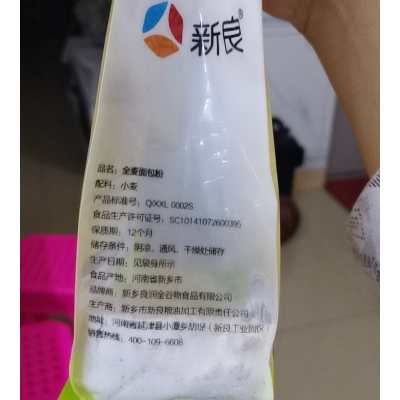 新良®
品名：全麦面包粉
配料：小麦
产品标准号：Q/XXL 0002S
食品生产许可证号：SC10141072600395
保质期：12个月
储存条件：阴凉、通风、干燥处储存
生产日期：见袋身所示
食品产地：河南省新乡市
品牌商：新乡良润全谷物食品有限公司
生产商：新乡市新良粮油加工有限责任公司
地址：河南省延津县小潭乡胡堤（新良工业园区）
销售热线：400-109-6608